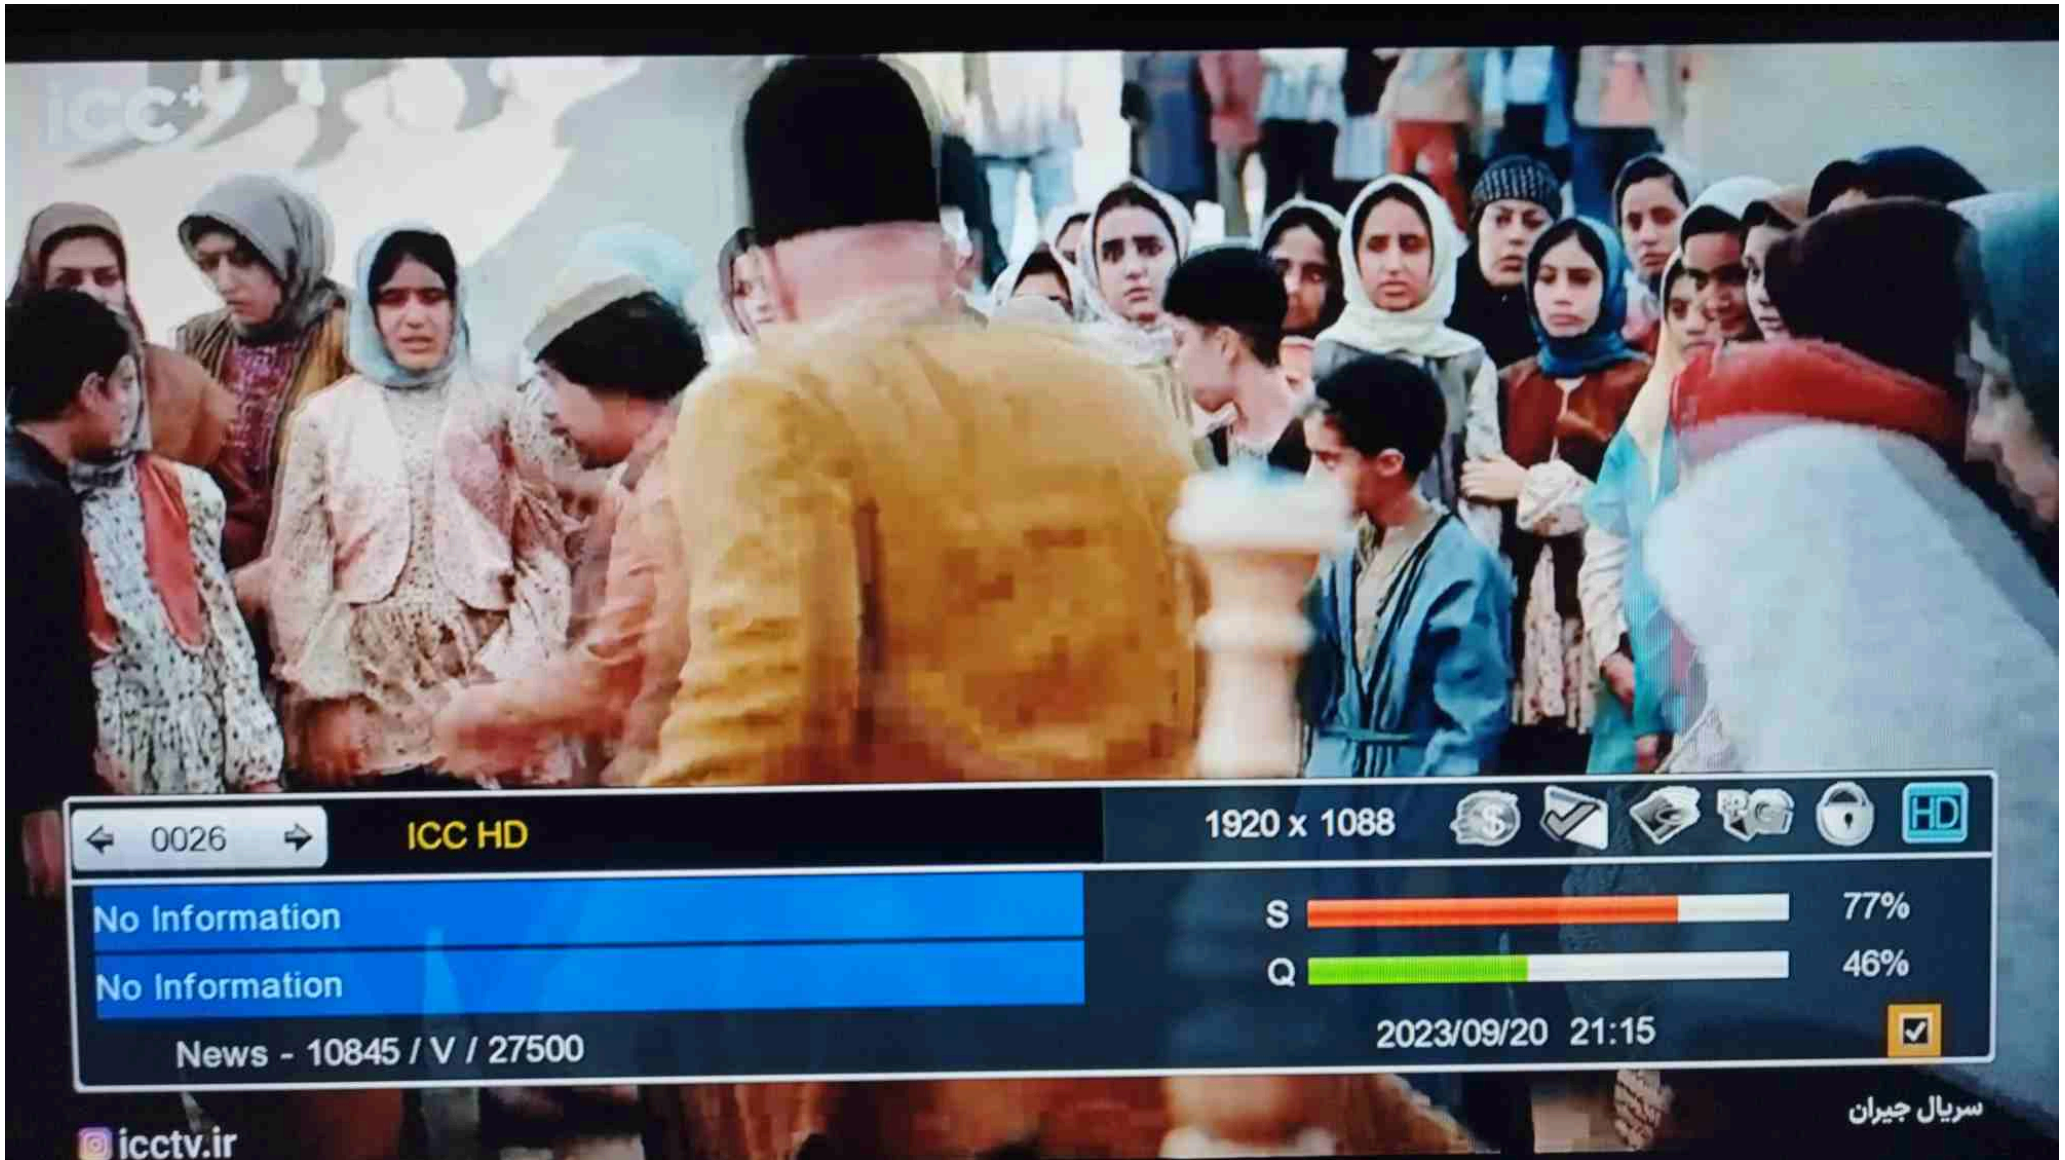 icc+
0026
ICC HD
1920 x 1088
$
HD
No Information
S
77%
No Information
Q
46%
News - 10845 / V / 27500
2023/09/20 21:15
سریال جیران
icctv.ir